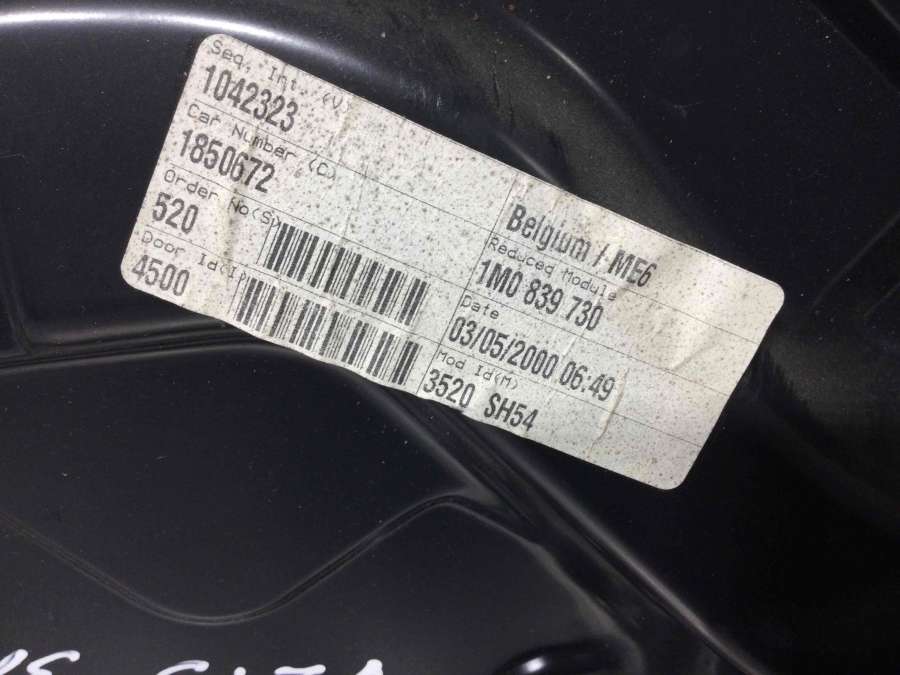 Seq. Int. (V)
1042323
Car Number (C)
1850672
Order No(S)
520
Door Id(I)
4500
Belgium / ME6
Reduced Module
1M0 839 730
Date
03/05/2000 06:49
Mod Id(M)
3520 SH54